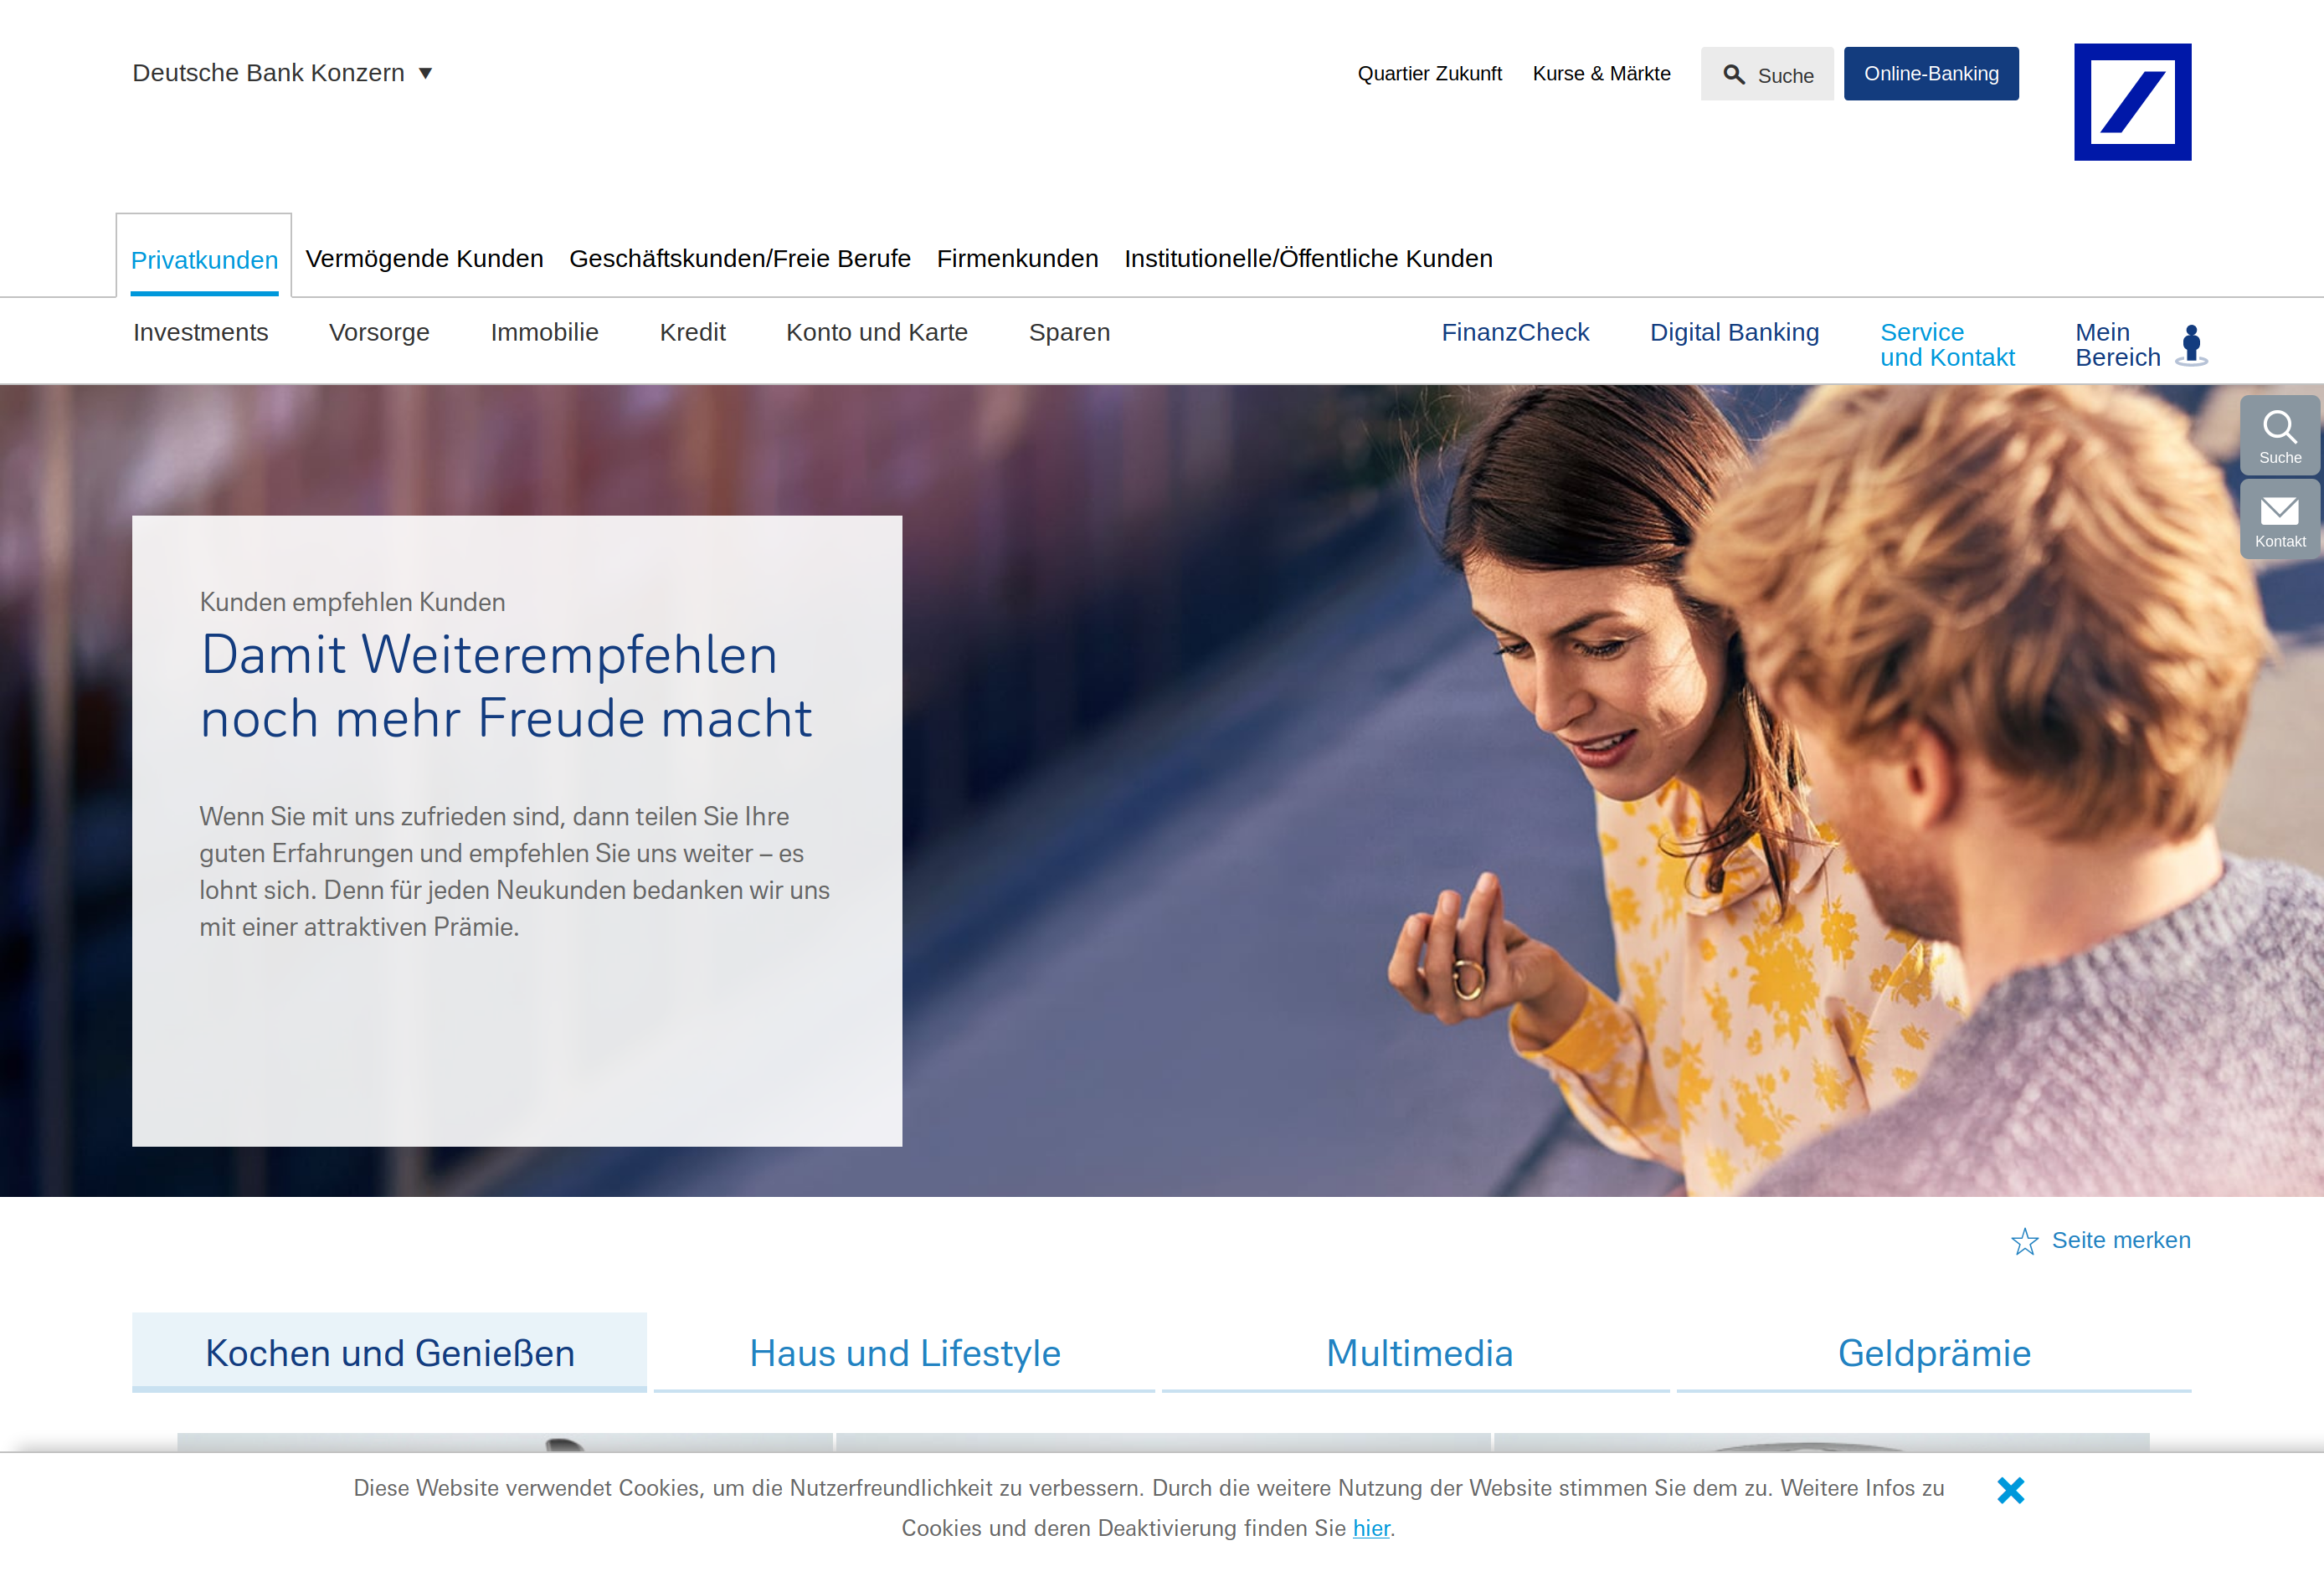 Deutsche Bank Konzern
Quartier Zukunft
Kurse & Märkte
Suche
Online-Banking
Privatkunden
Vermögende Kunden
Geschäftskunden/Freie Berufe
Firmenkunden
Institutionelle/Öffentliche Kunden
Investments
Vorsorge
Immobilie
Kredit
Konto und Karte
Sparen
FinanzCheck
Digital Banking
Service
und Kontakt
Mein
Bereich
Suche
Kontakt
Kunden empfehlen Kunden
Damit Weiterempfehlen
noch mehr Freude macht
Wenn Sie mit uns zufrieden sind, dann teilen Sie Ihre
guten Erfahrungen und empfehlen Sie uns weiter – es
lohnt sich. Denn für jeden Neukunden bedanken wir uns
mit einer attraktiven Prämie.
Seite merken
Kochen und Genießen
Haus und Lifestyle
Multimedia
Geldprämie
Diese Website verwendet Cookies, um die Nutzerfreundlichkeit zu verbessern. Durch die weitere Nutzung der Website stimmen Sie dem zu. Weitere Infos zu
Cookies und deren Deaktivierung finden Sie hier.